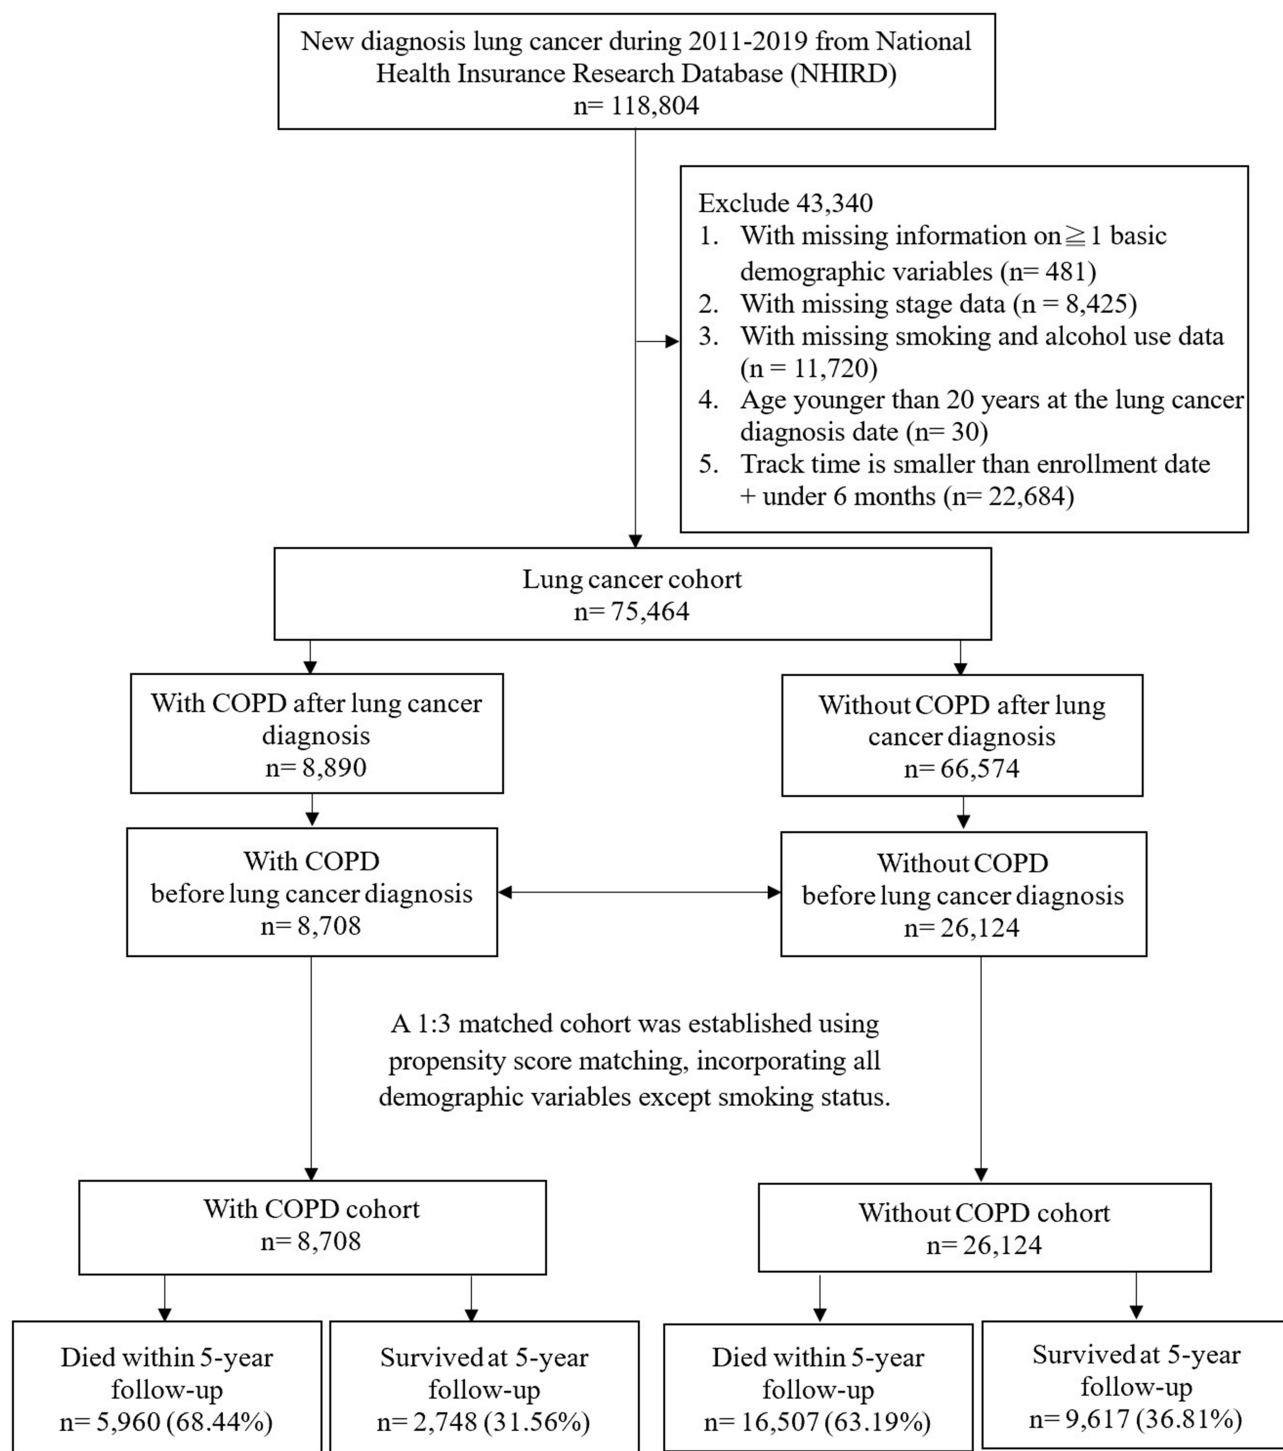 New diagnosis lung cancer during 2011-2019 from National
Health Insurance Research Database (NHIRD)
n= 118,804
Exclude 43,340
1. With missing information on≧1 basic
demographic variables (n= 481)
2. With missing stage data (n = 8,425)
3. With missing smoking and alcohol use data
(n = 11,720)
4. Age younger than 20 years at the lung cancer
diagnosis date (n= 30)
5. Track time is smaller than enrollment date
+ under 6 months (n= 22,684)
Lung cancer cohort
n= 75,464
With COPD after lung cancer
diagnosis
n= 8,890
Without COPD after lung
cancer diagnosis
n= 66,574
With COPD
before lung cancer diagnosis
n= 8,708
Without COPD
before lung cancer diagnosis
n= 26,124
A 1:3 matched cohort was established using
propensity score matching, incorporating all
demographic variables except smoking status.
With COPD cohort
n= 8,708
Without COPD cohort
n= 26,124
Died within 5-year
follow-up
n= 5,960 (68.44%)
Survived at 5-year
follow-up
n= 2,748 (31.56%)
Died within 5-year
follow-up
n= 16,507 (63.19%)
Survived at 5-year
follow-up
n= 9,617 (36.81%)